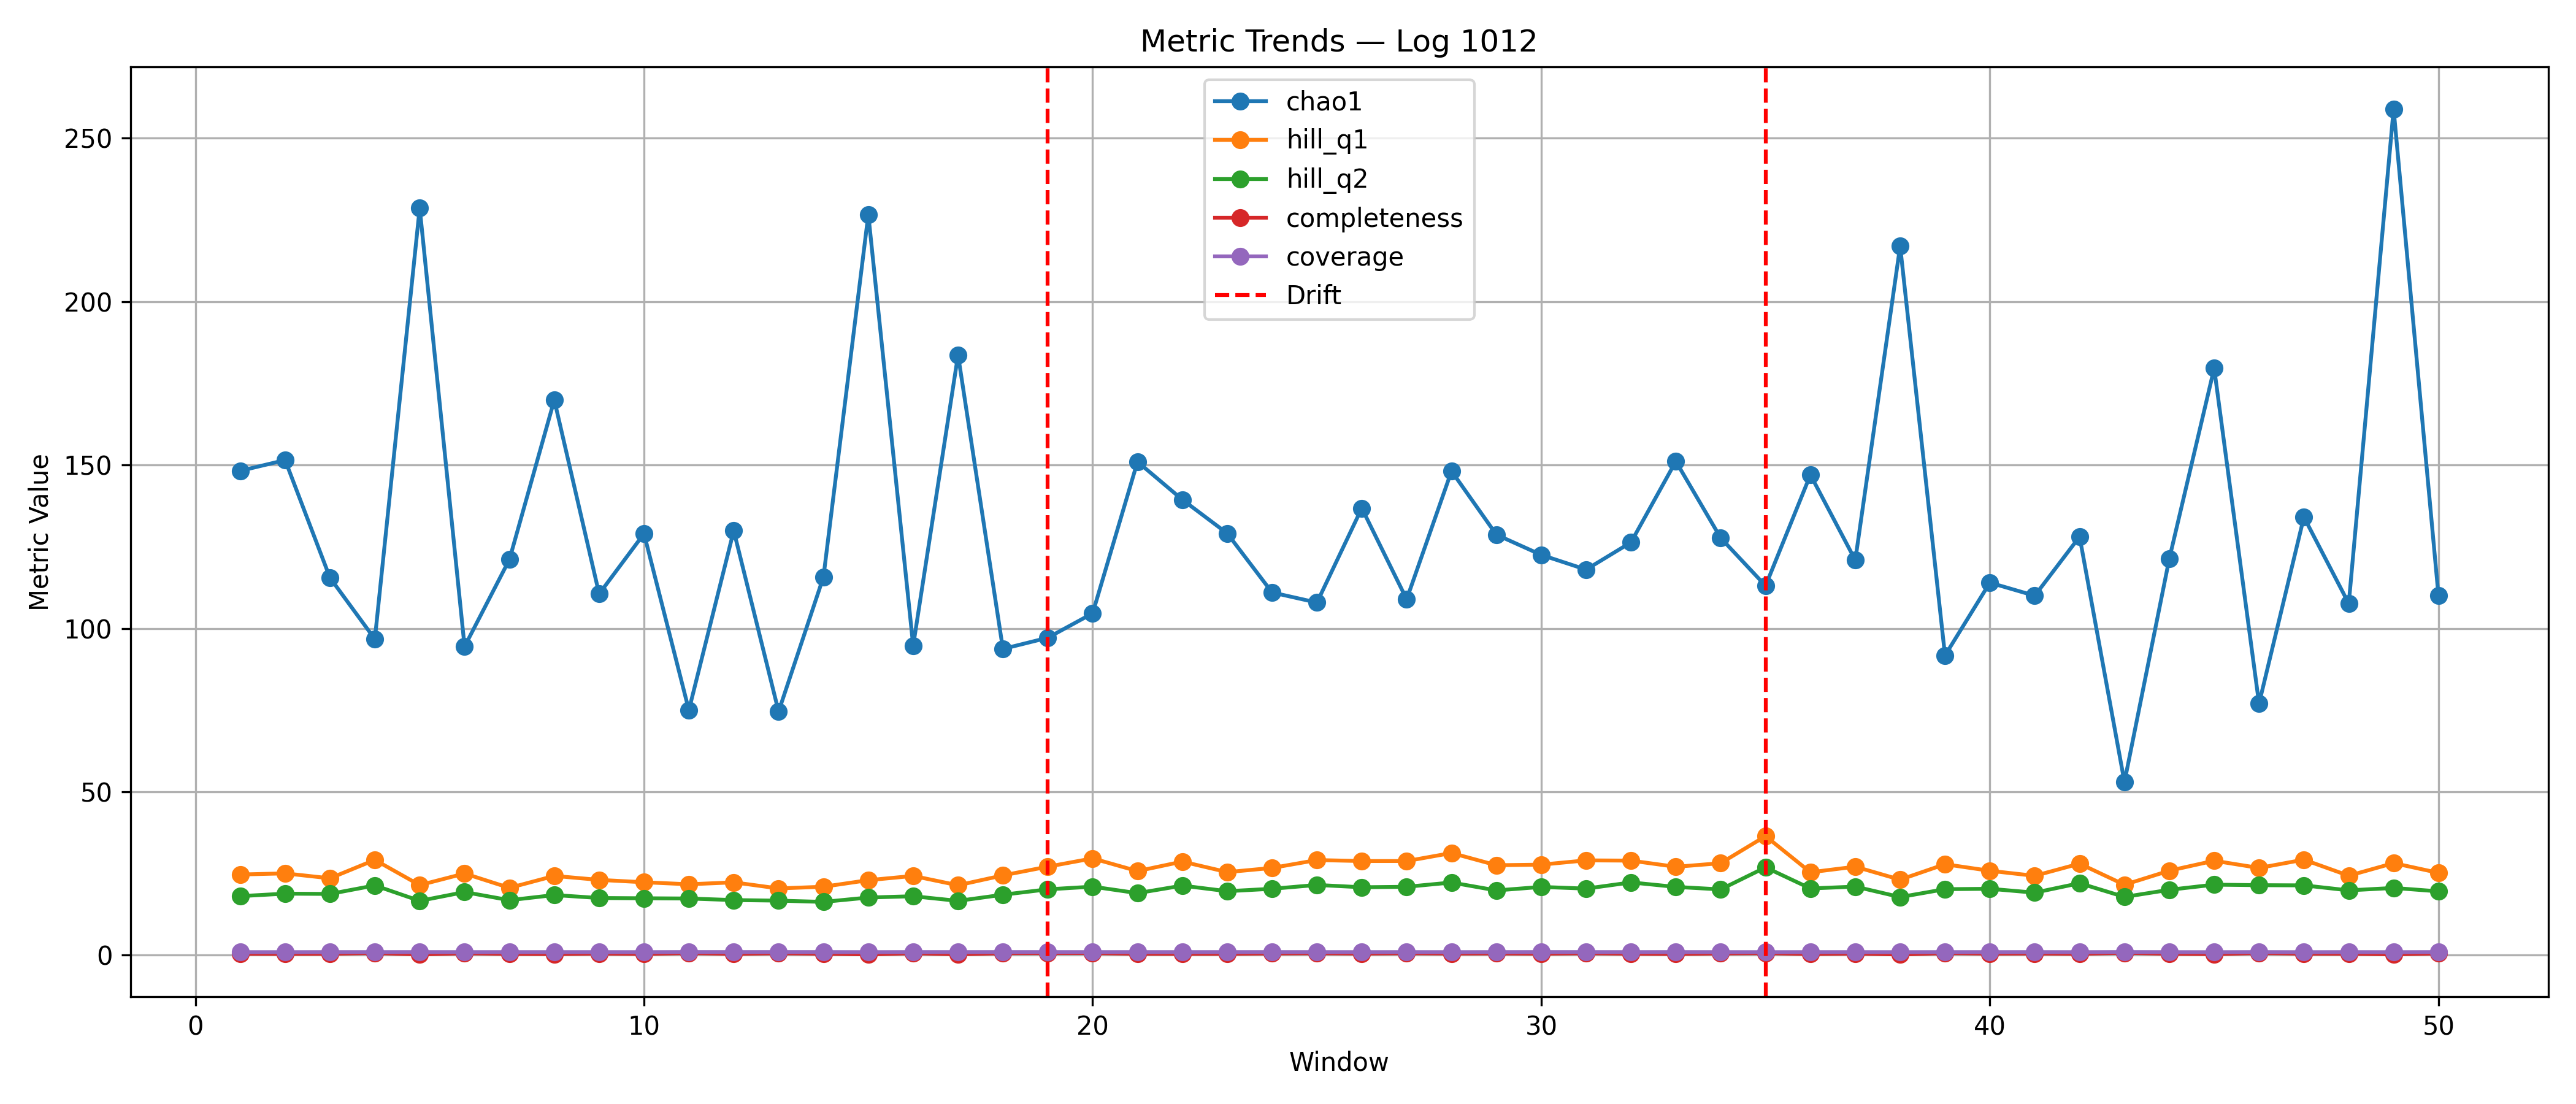 Metric Trends — Log 1012
chao1
hill_q1
hill_q2
completeness
coverage
Drift
Metric Value
250
200
150
100
50
0
0 10 20 30 40 50
Window